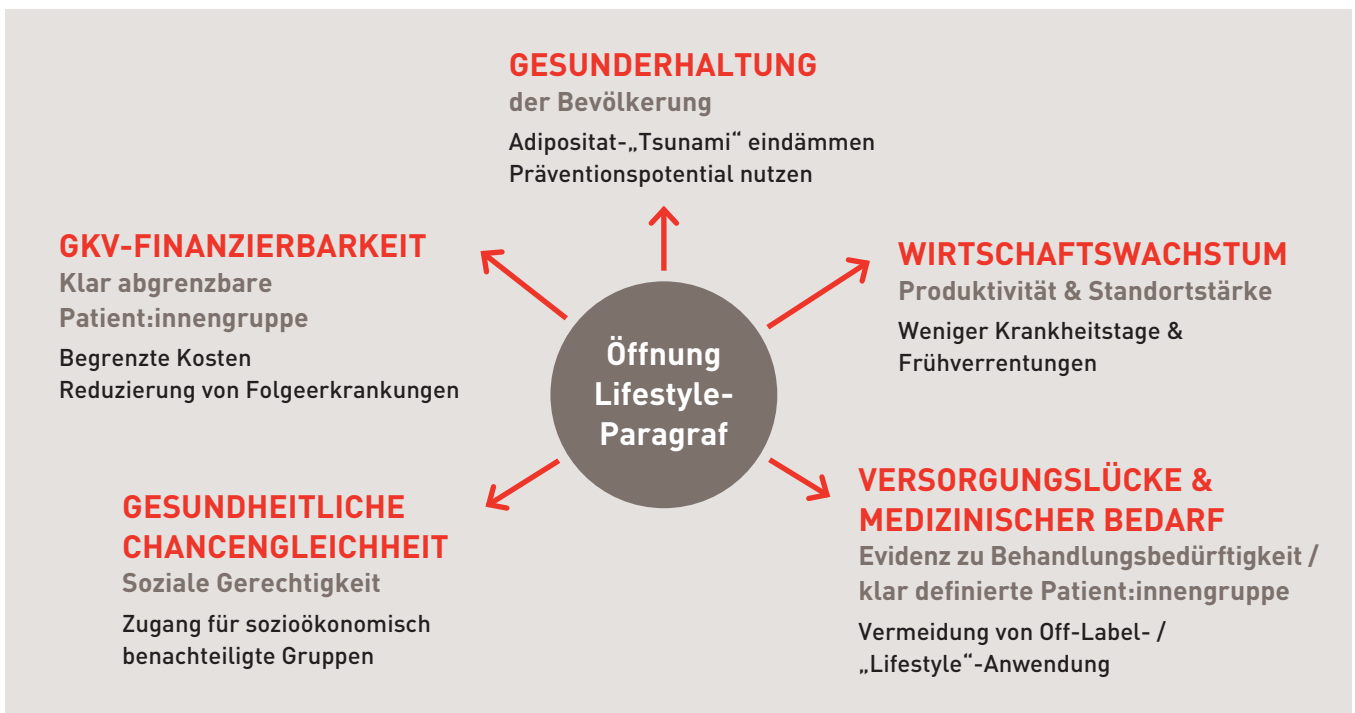 GESUNDERHALTUNG
der Bevölkerung
Adipositat-„Tsunami“ eindämmen
Präventionspotential nutzen
GKV-FINANZIERBARKEIT
Klar abgrenzbare
Patient:innengruppe
Begrenzte Kosten
Reduzierung von Folgeerkrankungen
WIRTSCHAFTSWACHSTUM
Produktivität & Standortstärke
Weniger Krankheitstage &
Frühverrentungen
Öffnung
Lifestyle-
Paragraf
GESUNDHEITLICHE
CHANCENGLEICHHEIT
Soziale Gerechtigkeit
Zugang für sozioökonomisch
benachteiligte Gruppen
VERSORGUNGSLÜCKE &
MEDIZINISCHER BEDARF
Evidenz zu Behandlungsbedürftigkeit /
klar definierte Patient:innengruppe
Vermeidung von Off-Label- /
„Lifestyle“-Anwendung